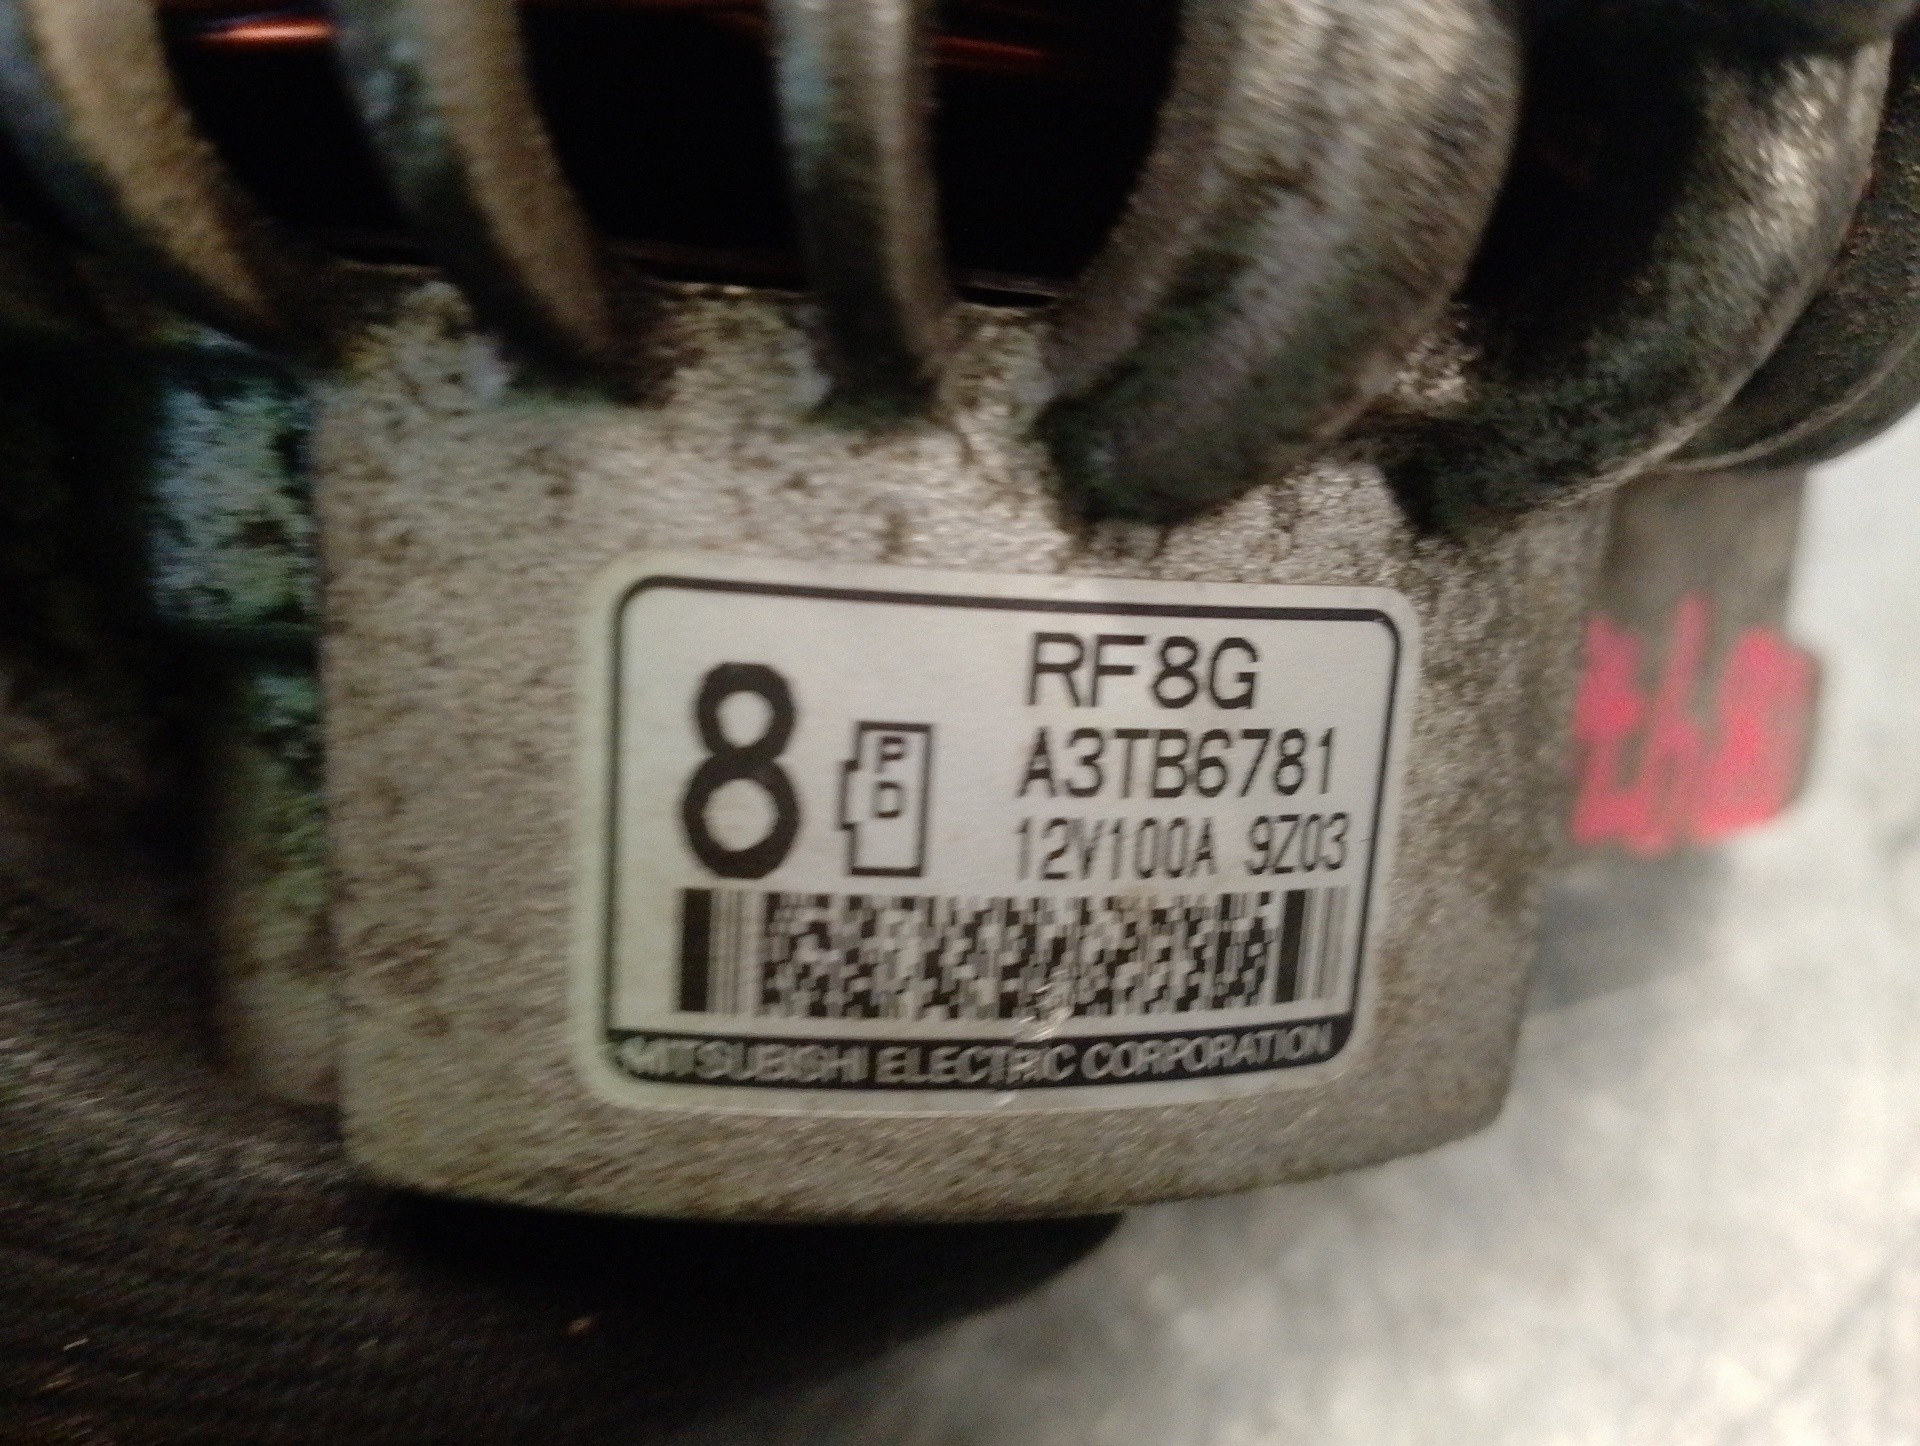 RF8G
8
P
D
A3TB6781
12V100A 9Z03
MITSUBISHI ELECTRIC CORPORATION